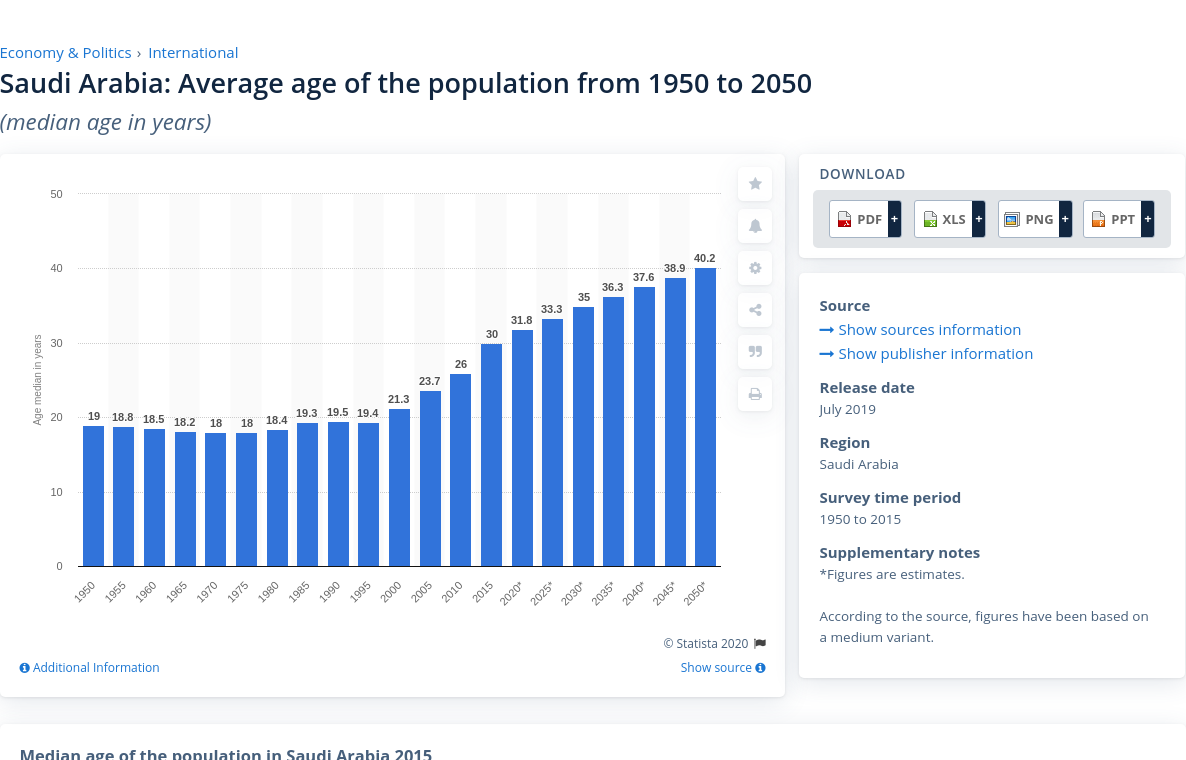 Economy & Politics › International
Saudi Arabia: Average age of the population from 1950 to 2050
(median age in years)
DOWNLOAD
PDF + XLS + PNG + PPT +
50
40
30
20
10
0
Age median in years
19 18.8 18.5 18.2 18 18 18.4 19.3 19.5 19.4 21.3 23.7 26 30 31.8 33.3 35 36.3 37.6 38.9 40.2
1950 1955 1960 1965 1970 1975 1980 1985 1990 1995 2000 2005 2010 2015 2020* 2025* 2030* 2035* 2040* 2045* 2050*
© Statista 2020
Additional Information
Show source
Source
Show sources information
Show publisher information
Release date
July 2019
Region
Saudi Arabia
Survey time period
1950 to 2015
Supplementary notes
*Figures are estimates.
According to the source, figures have been based on
a medium variant.
Median age of the population in Saudi Arabia 2015